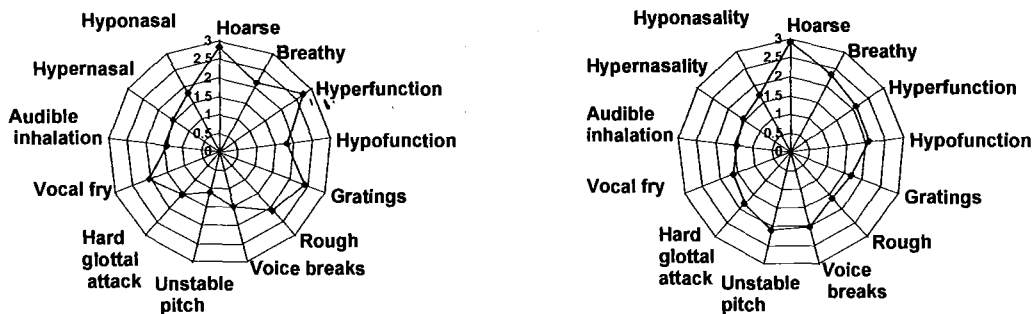 Hyponasal
Hoarse
Breathy
Hyperfunction
Hypofunction
Gratings
Rough
Voice breaks
Unstable
pitch
Hard
glottal
attack
Vocal fry
Audible
inhalation
Hypernasal
3
2.5
2
1.5
1
0.5
0
Hyponasality
Hoarse
Breathy
Hyperfunction
Hypofunction
Gratings
Rough
Voice
breaks
Unstable
pitch
Hard
glottal
attack
Vocal fry
Audible
inhalation
Hypernasality
3
2.5
2
1.5
1
0.5
0